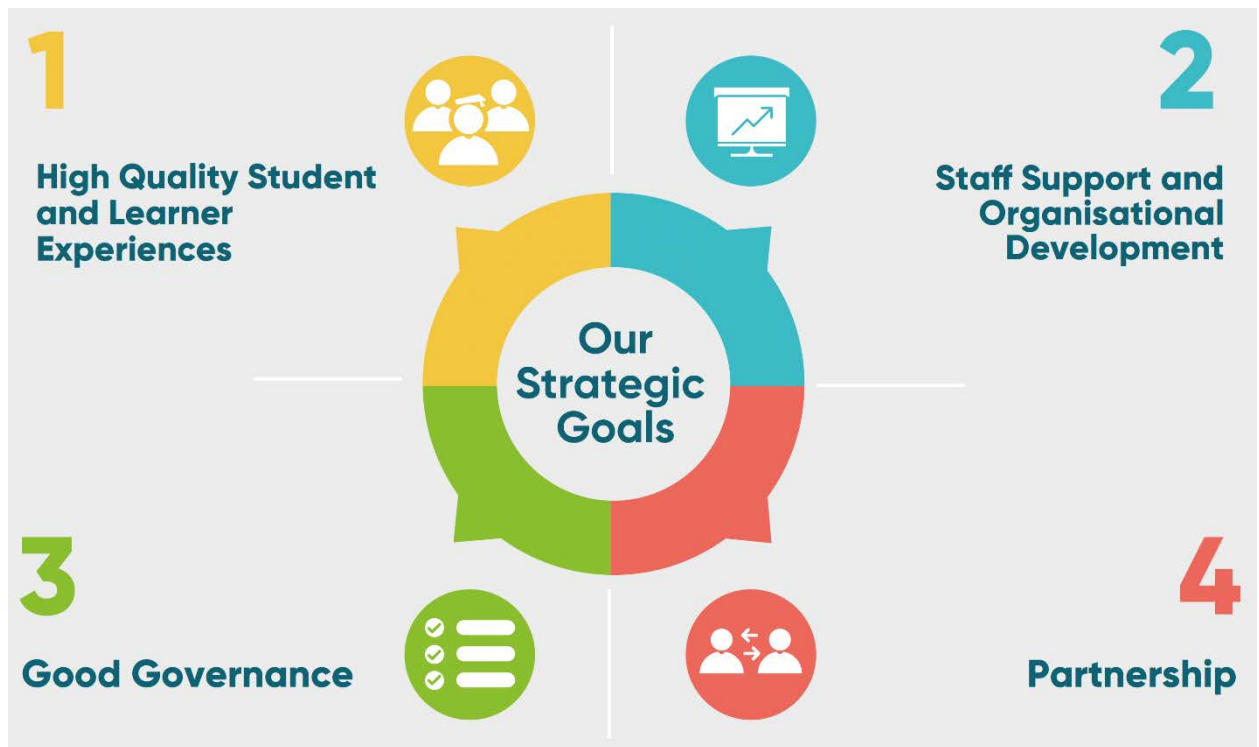 1
High Quality Student
and Learner
Experiences
2
Staff Support and
Organisational
Development
Our
Strategic
Goals
3
Good Governance
4
Partnership